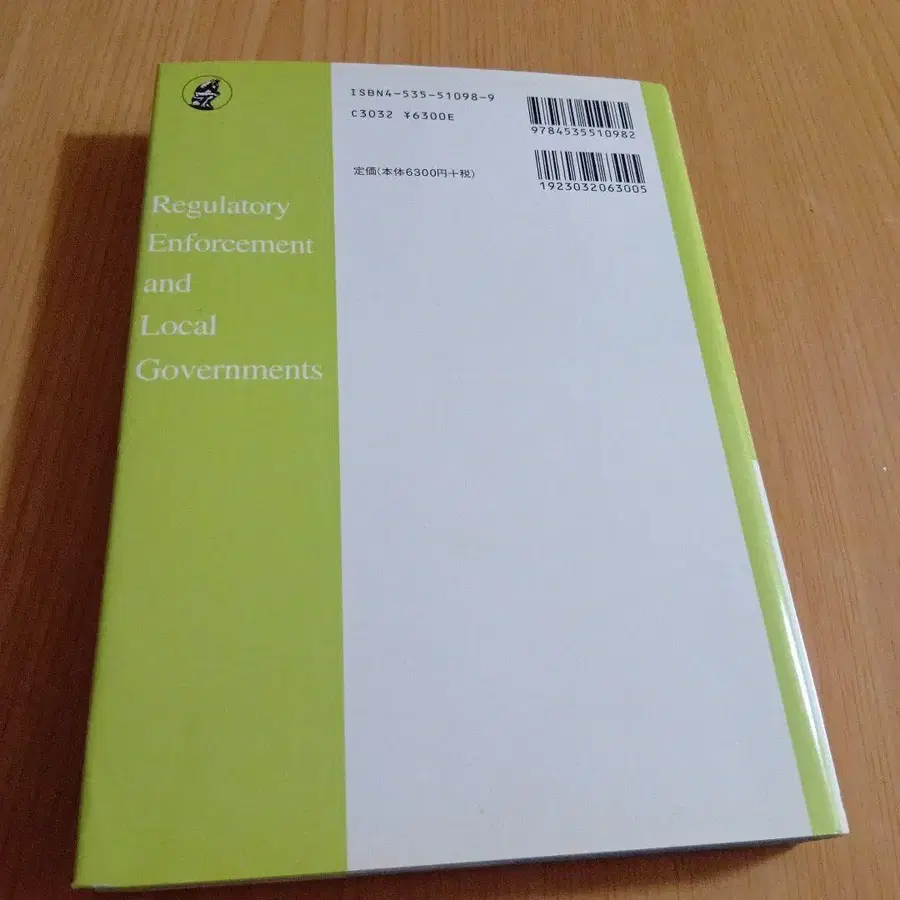 ISBN4-535-51098-9
C3032 ¥6300E
定価(本体6300円+税)
9784535510982
1923032063005
Regulatory
Enforcement
and
Local
Governments